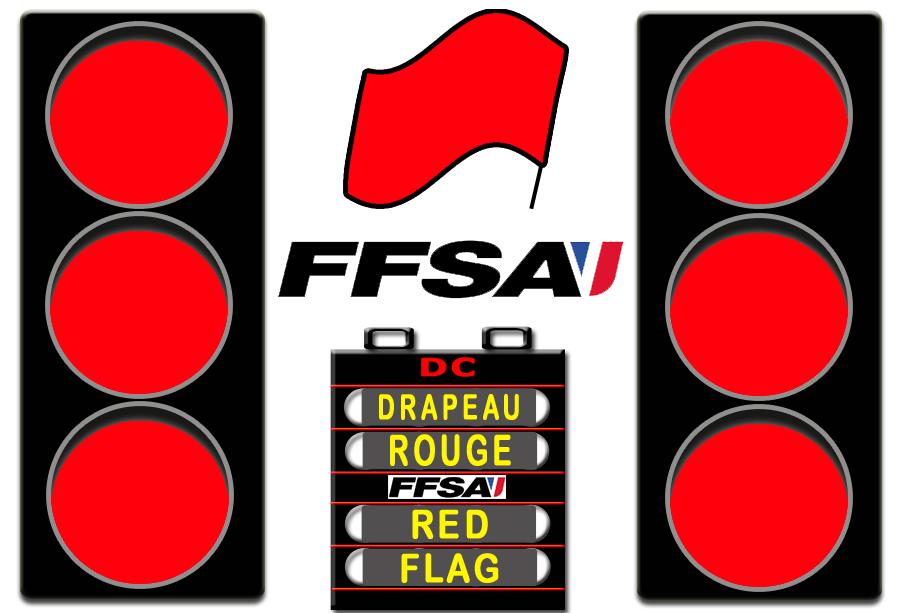 FFSA
DC
DRAPEAU
ROUGE
FFSA
RED
FLAG